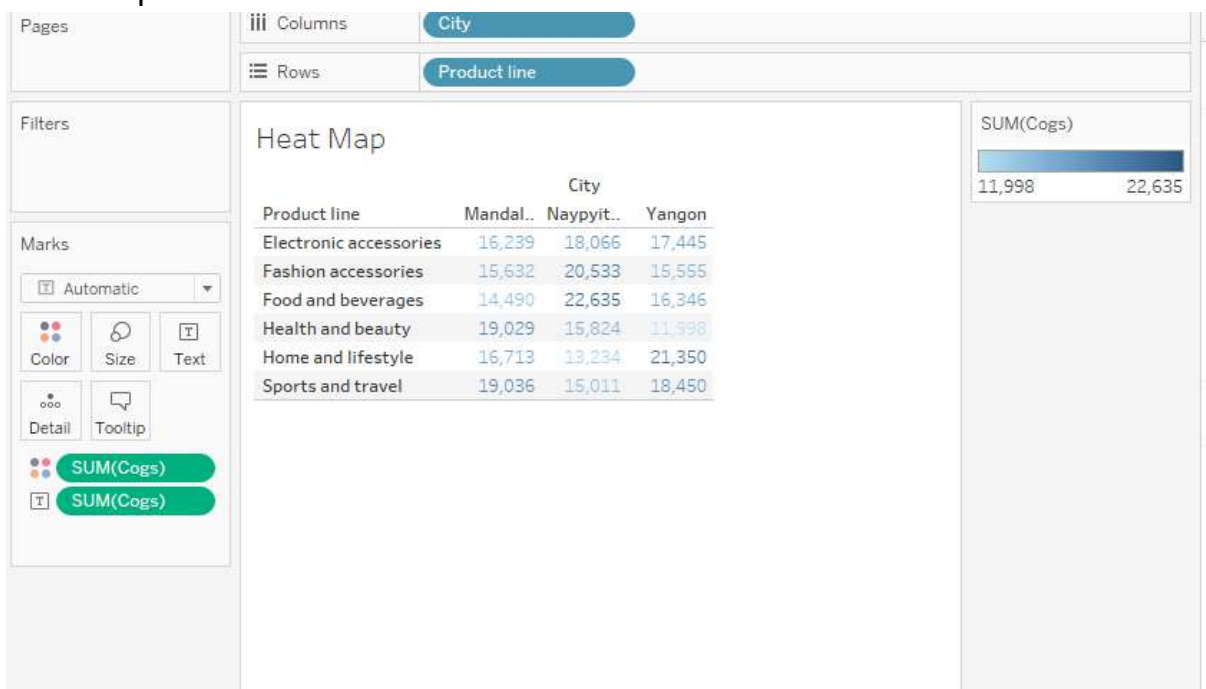 Pages
iii Columns City
Rows Product line
Filters
Heat Map
SUM(Cogs)
11,998 22,635
City
Product line Mandal.. Naypyit.. Yangon
Electronic accessories 16,239 18,066 17,445
Fashion accessories 15,632 20,533 15,555
Food and beverages 14,490 22,635 16,346
Health and beauty 19,029 15,824 11,998
Home and lifestyle 16,713 13,234 21,350
Sports and travel 19,036 15,011 18,450
Marks
T Automatic
T
Color Size Text
Detail Tooltip
SUM(Cogs)
T SUM(Cogs)